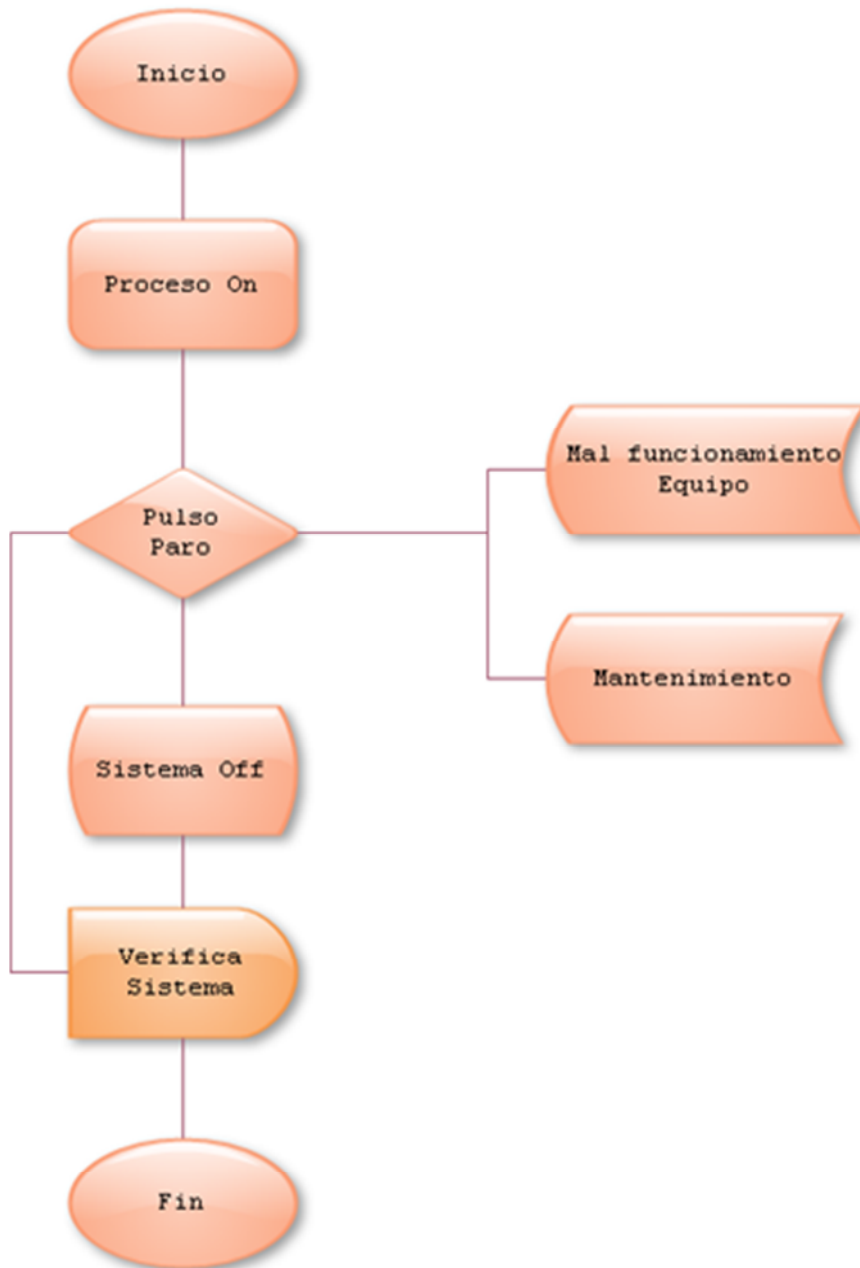 Inicio
Proceso On
Mal funcionamiento
Equipo
Pulso
Paro
Mantenimiento
Sistema Off
Verifica
Sistema
Fin